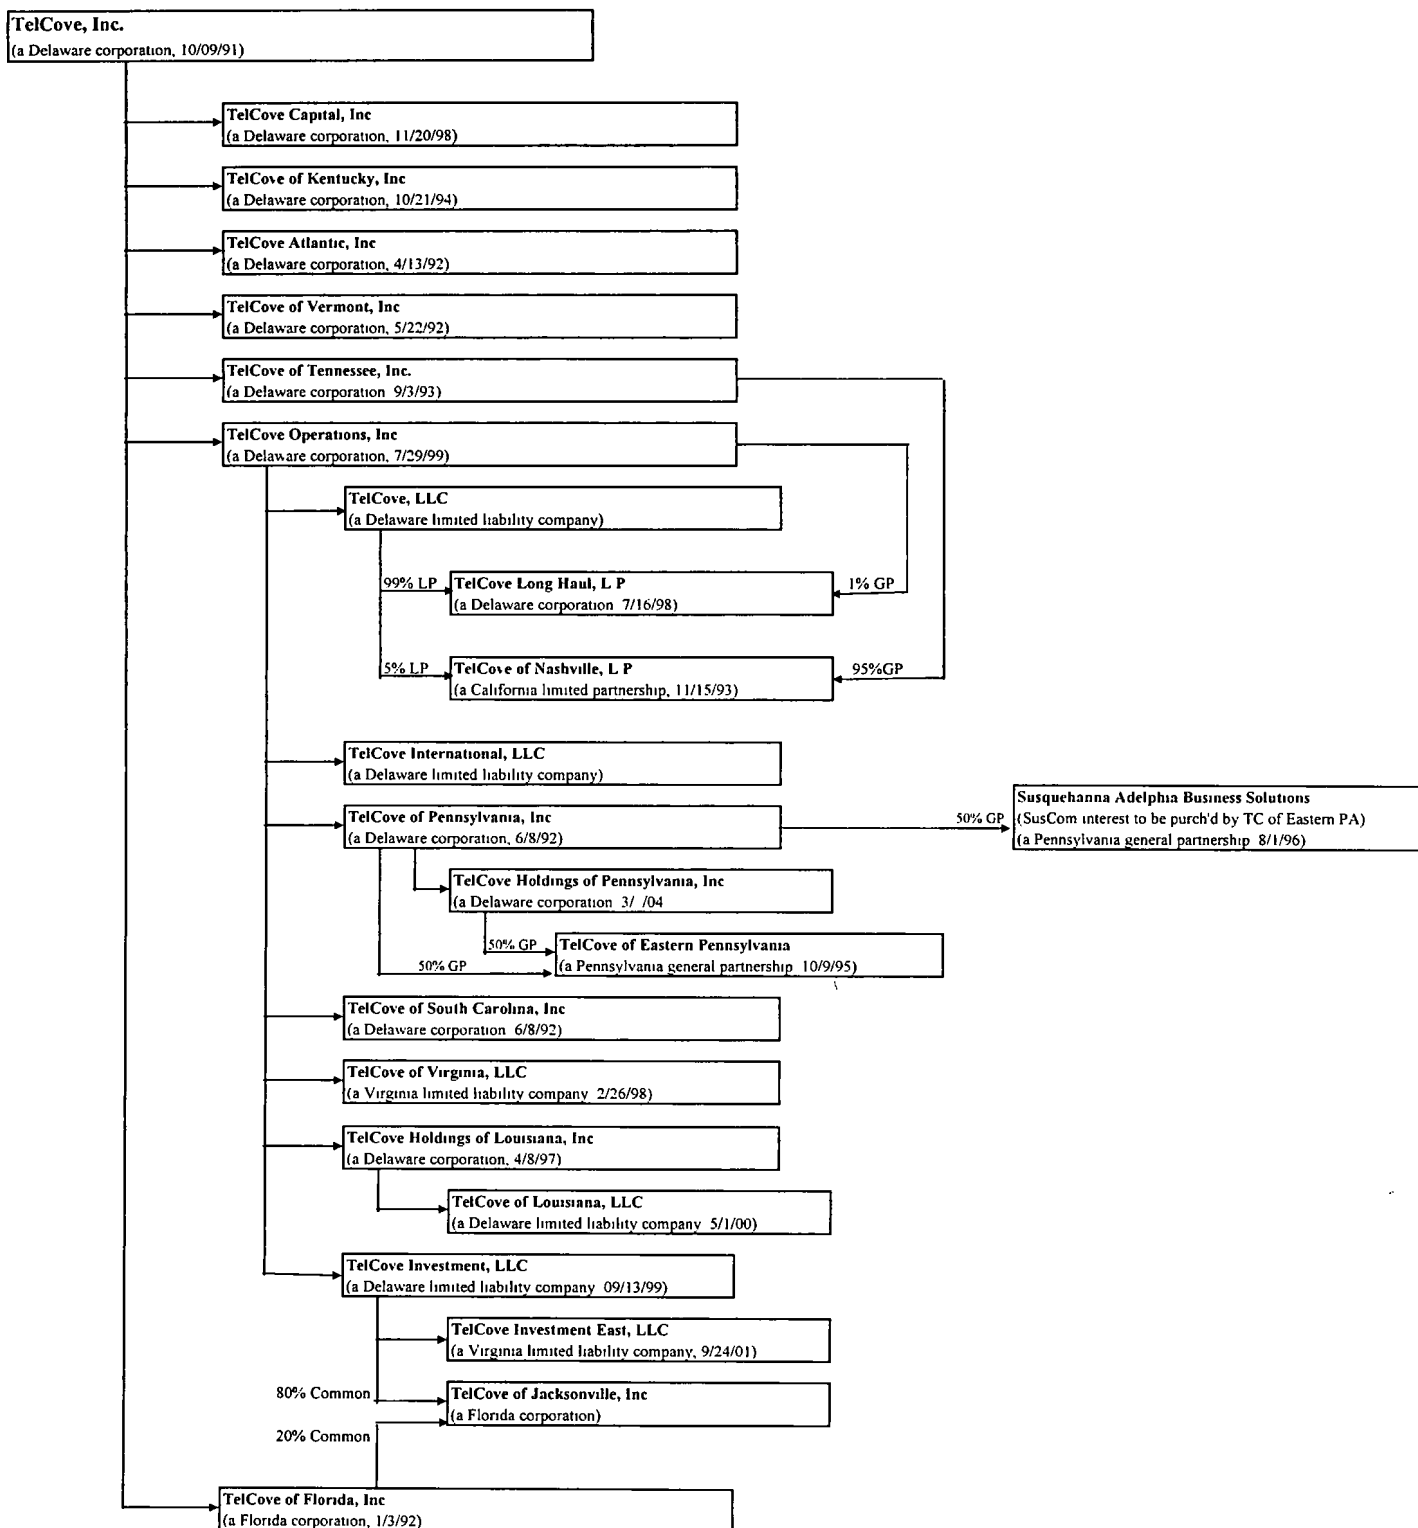 TelCove, Inc.
(a Delaware corporation, 10/09/91)
TelCove Capital, Inc
(a Delaware corporation, 11/20/98)
TelCove of Kentucky, Inc
(a Delaware corporation, 10/21/94)
TelCove Atlantic, Inc
(a Delaware corporation, 4/13/92)
TelCove of Vermont, Inc
(a Delaware corporation, 5/22/92)
TelCove of Tennessee, Inc.
(a Delaware corporation 9/3/93)
TelCove Operations, Inc
(a Delaware corporation, 7/29/99)
TelCove, LLC
(a Delaware limited liability company)
99% LP
TelCove Long Haul, L P
(a Delaware corporation 7/16/98)
1% GP
5% LP
TelCove of Nashville, L P
(a California limited partnership, 11/15/93)
95%GP
TelCove International, LLC
(a Delaware limited liability company)
TelCove of Pennsylvania, Inc
(a Delaware corporation, 6/8/92)
50% GP
Susquehanna Adelphia Business Solutions
(SusCom interest to be purch'd by TC of Eastern PA)
(a Pennsylvania general partnership 8/1/96)
TelCove Holdings of Pennsylvania, Inc
(a Delaware corporation 3/ /04
50% GP
TelCove of Eastern Pennsylvania
(a Pennsylvania general partnership 10/9/95)
50% GP
TelCove of South Carolina, Inc
(a Delaware corporation 6/8/92)
TelCove of Virginia, LLC
(a Virginia limited liability company 2/26/98)
TelCove Holdings of Louisiana, Inc
(a Delaware corporation, 4/8/97)
TelCove of Louisiana, LLC
(a Delaware limited liability company 5/1/00)
TelCove Investment, LLC
(a Delaware limited liability company 09/13/99)
TelCove Investment East, LLC
(a Virginia limited liability company, 9/24/01)
80% Common
TelCove of Jacksonville, Inc
(a Florida corporation)
20% Common
TelCove of Florida, Inc
(a Florida corporation, 1/3/92)